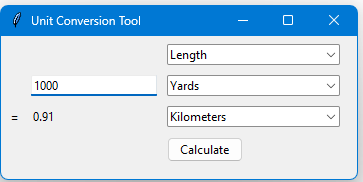 Unit Conversion Tool
Length
1000 Yards
= 0.91 Kilometers
Calculate